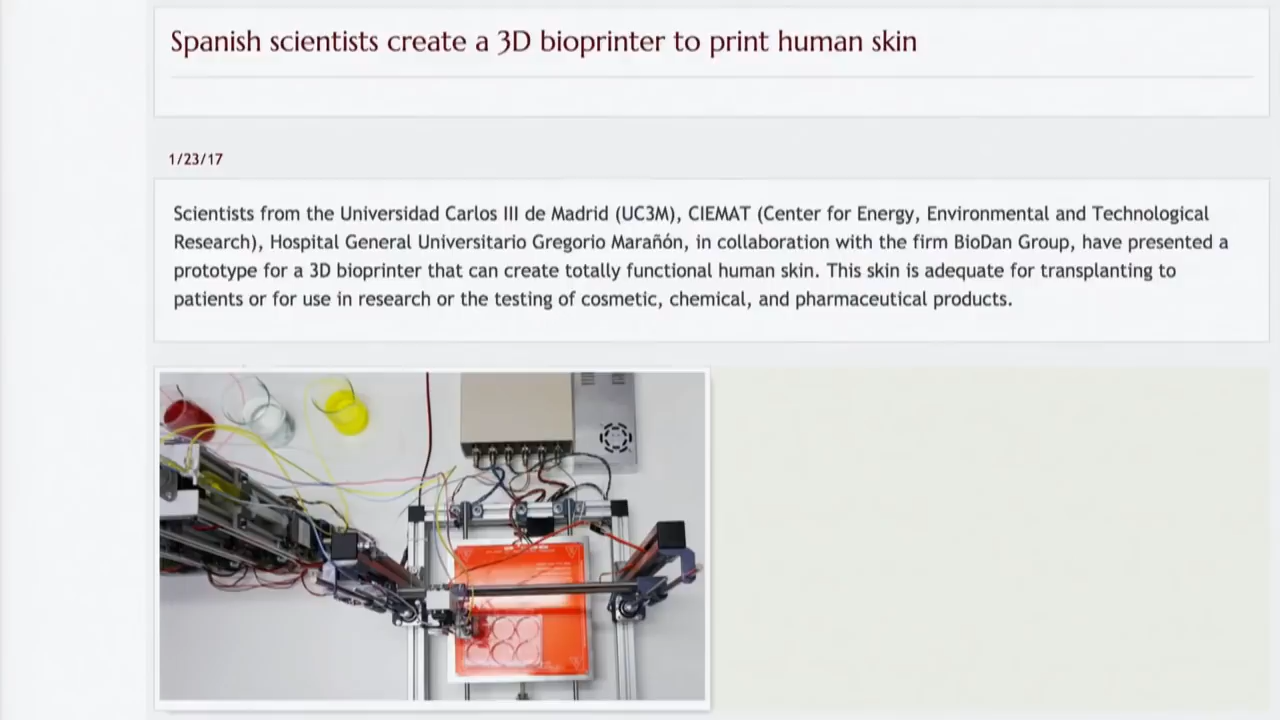 Spanish scientists create a 3D bioprinter to print human skin
1/23/17
Scientists from the Universidad Carlos III de Madrid (UC3M), CIEMAT (Center for Energy, Environmental and Technological
Research), Hospital General Universitario Gregorio Marañón, in collaboration with the firm BioDan Group, have presented a
prototype for a 3D bioprinter that can create totally functional human skin. This skin is adequate for transplanting to
patients or for use in research or the testing of cosmetic, chemical, and pharmaceutical products.